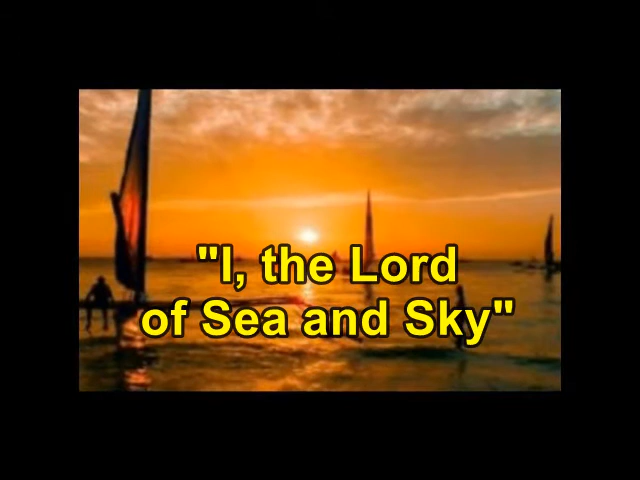 "I, the Lord
of Sea and Sky"